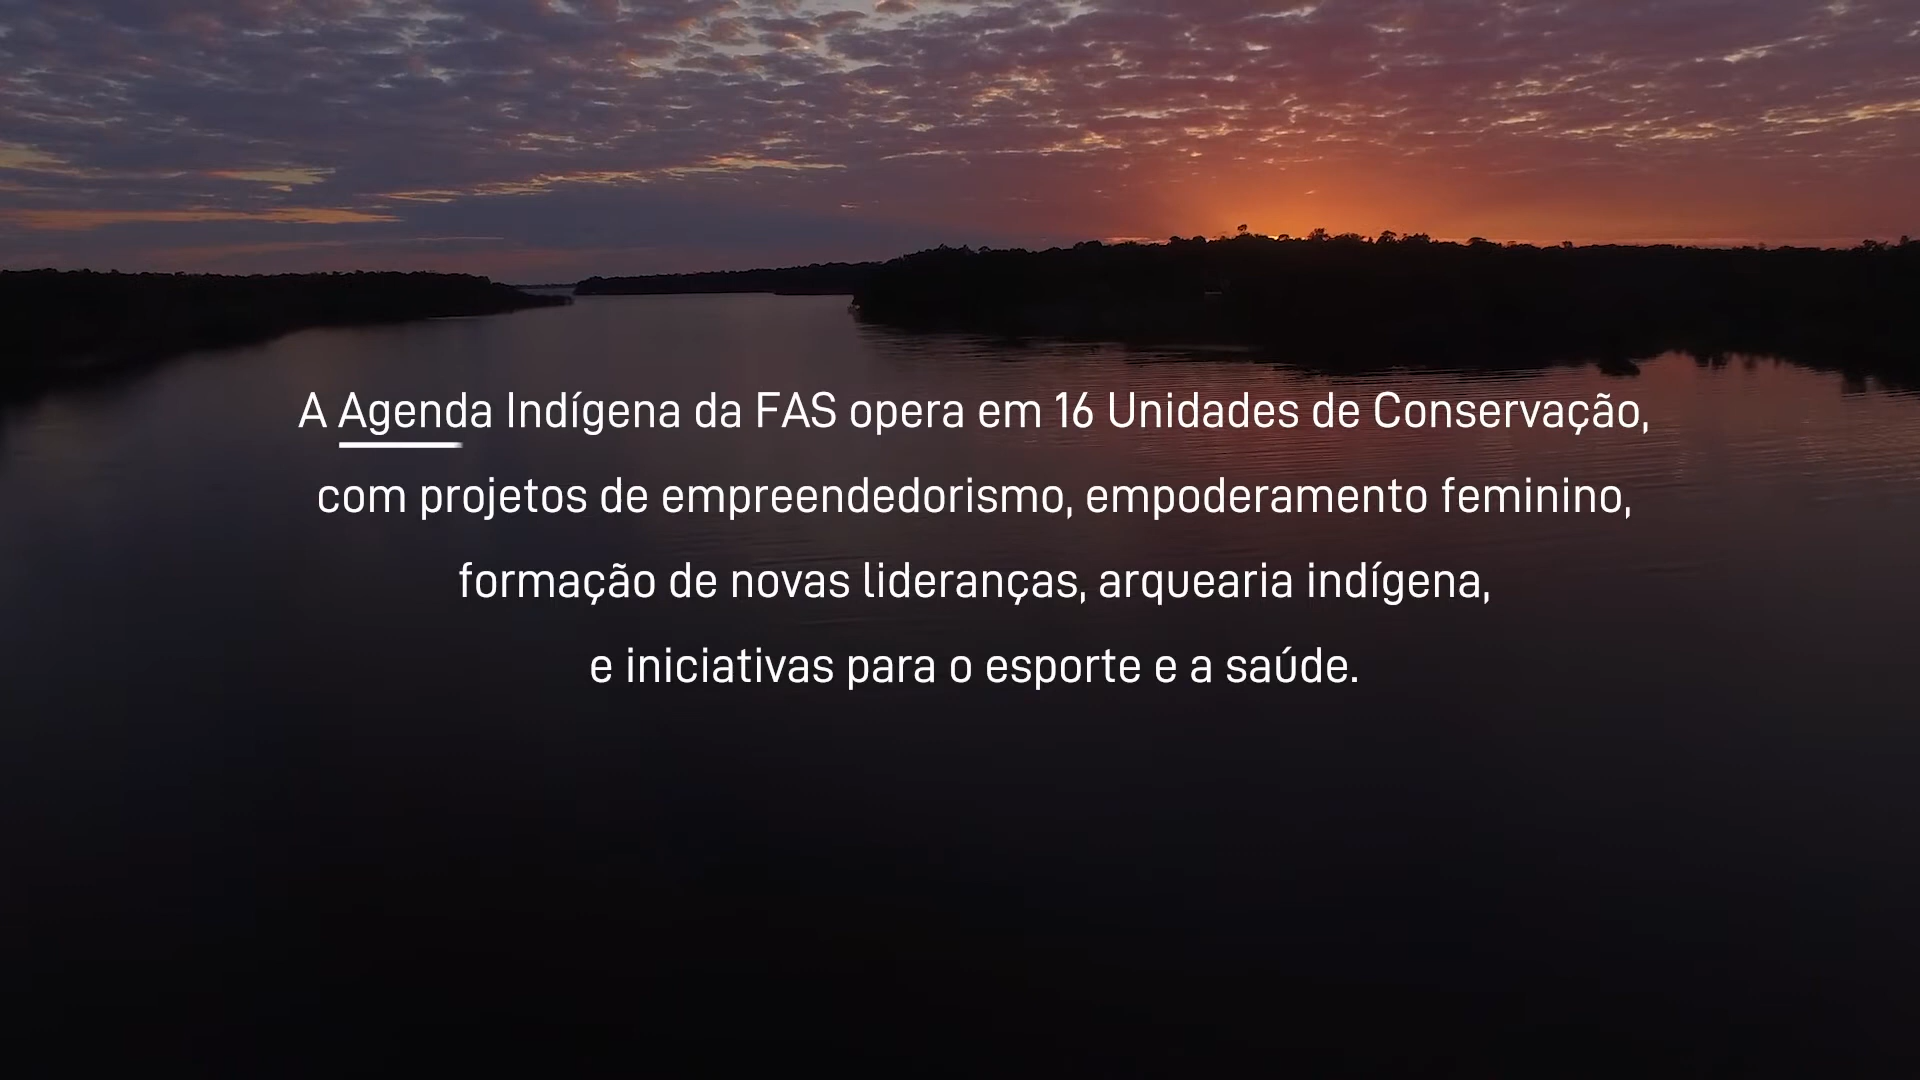 A Agenda Indígena da FAS opera em 16 Unidades de Conservação,
com projetos de empreendedorismo, empoderamento feminino,
formação de novas lideranças, arquearia indígena,
e iniciativas para o esporte e a saúde.